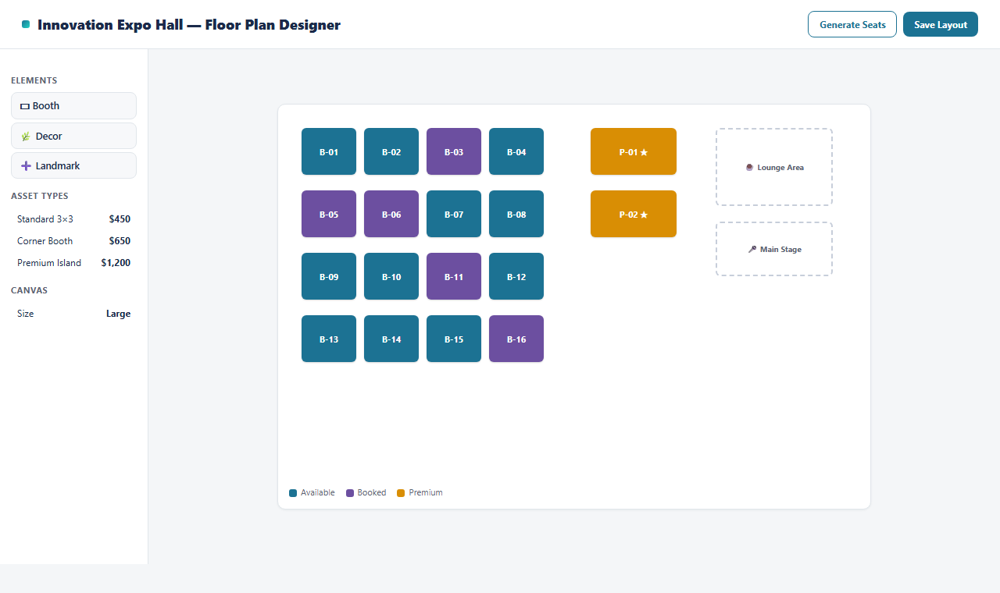 Innovation Expo Hall — Floor Plan Designer
Generate Seats
Save Layout
ELEMENTS
Booth
Decor
Landmark
ASSET TYPES
Standard 3×3 $450
Corner Booth $650
Premium Island $1,200
CANVAS
Size Large
B-01 B-02 B-03 B-04 P-01 ★
Lounge Area
B-05 B-06 B-07 B-08 P-02 ★
Main Stage
B-09 B-10 B-11 B-12
B-13 B-14 B-15 B-16
Available Booked Premium